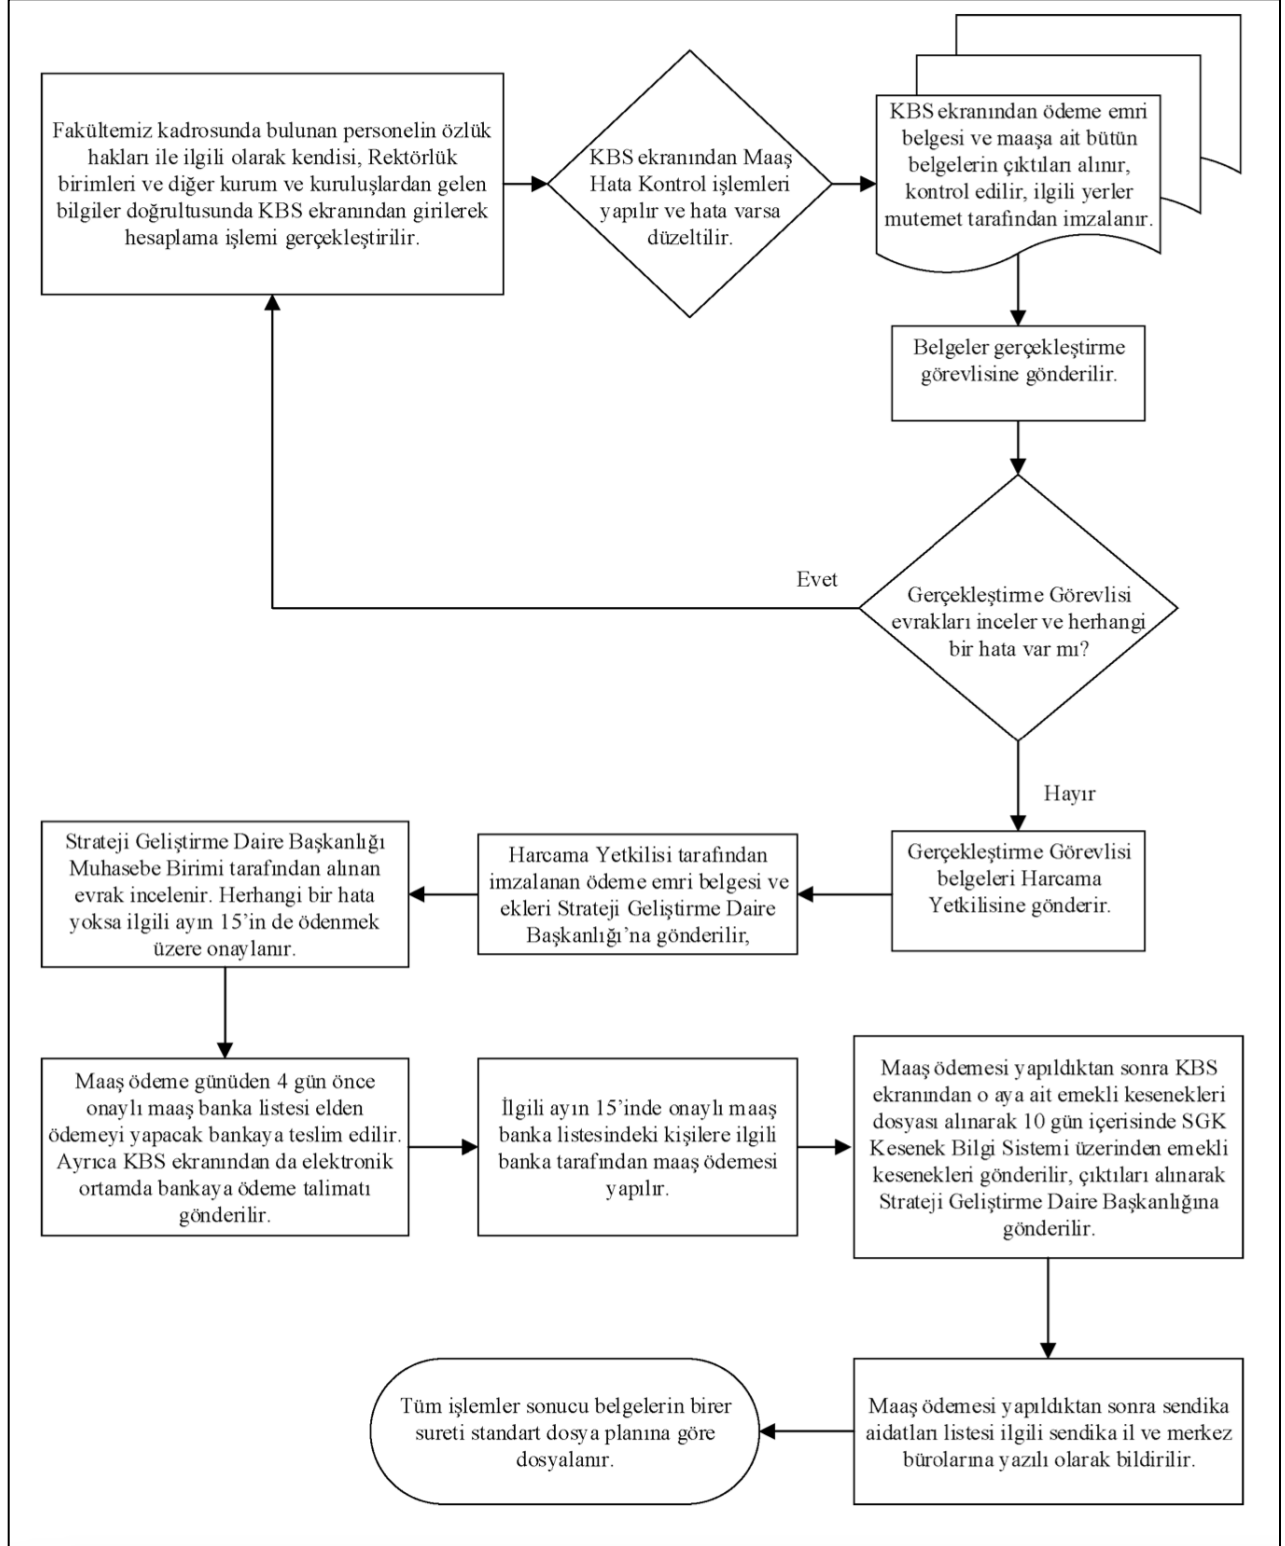 Fakültemiz kadrosunda bulunan personelin özlük
hakları ile ilgili olarak kendisi, Rektörlük
birimleri ve diğer kurum ve kuruluşlardan gelen
bilgiler doğrultusunda KBS ekranından girilerek
hesaplama işlemi gerçekleştirilir.
KBS ekranından Maaş
Hata Kontrol işlemleri
yapılır ve hata varsa
düzeltilir.
KBS ekranından ödeme emri
belgesi ve maaşa ait bütün
belgelerin çıktıları alınır,
kontrol edilir, ilgili yerler
mutemet tarafından imzalanır.
Belgeler gerçekleştirme
görevlisine gönderilir.
Evet
Gerçekleştirme Görevlisi
evrakları inceler ve herhangi
bir hata var mı?
Hayır
Gerçekleştirme Görevlisi
belgeleri Harcama
Yetkilisine gönderir.
Harcama Yetkilisi tarafından
imzalanan ödeme emri belgesi ve
ekleri Strateji Geliştirme Daire
Başkanlığı’na gönderilir,
Strateji Geliştirme Daire Başkanlığı
Muhasebe Birimi tarafından alınan
evrak incelenir. Herhangi bir hata
yoksa ilgili ayın 15’in de ödenmek
üzere onaylanır.
Maaş ödeme günüden 4 gün önce
onaylı maaş banka listesi elden
ödemeyi yapacak bankaya teslim edilir.
Ayrıca KBS ekranından da elektronik
ortamda bankaya ödeme talimatı
gönderilir.
İlgili ayın 15’inde onaylı maaş
banka listesindeki kişilere ilgili
banka tarafından maaş ödemesi
yapılır.
Maaş ödemesi yapıldıktan sonra KBS
ekranından o aya ait emekli kesenekleri
dosyası alınarak 10 gün içerisinde SGK
Kesenek Bilgi Sistemi üzerinden emekli
kesenekleri gönderilir, çıktıları alınarak
Strateji Geliştirme Daire Başkanlığına
gönderilir.
Maaş ödemesi yapıldıktan sonra sendika
aidatları listesi ilgili sendika il ve merkez
bürolarına yazılı olarak bildirilir.
Tüm işlemler sonucu belgelerin birer
sureti standart dosya planına göre
dosyalanır.